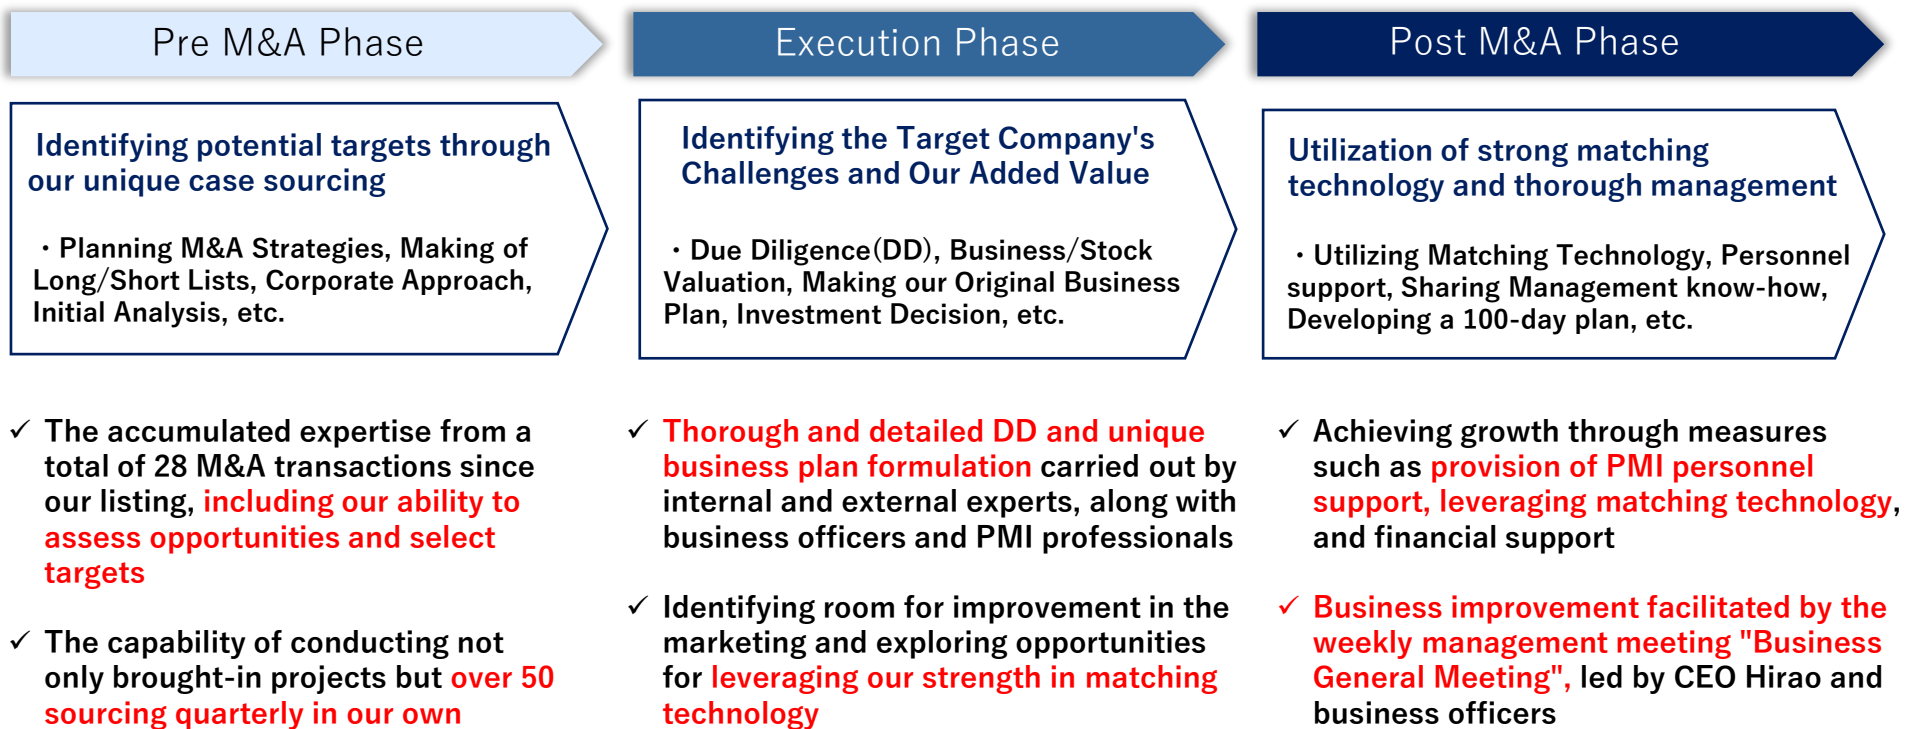 Pre M&A Phase
Execution Phase
Post M&A Phase
Identifying potential targets through
our unique case sourcing
・Planning M&A Strategies, Making of
Long/Short Lists, Corporate Approach,
Initial Analysis, etc.
Identifying the Target Company's
Challenges and Our Added Value
・Due Diligence(DD), Business/Stock
Valuation, Making our Original Business
Plan, Investment Decision, etc.
Utilization of strong matching
technology and thorough management
・Utilizing Matching Technology, Personnel
support, Sharing Management know-how,
Developing a 100-day plan, etc.
✓ The accumulated expertise from a
total of 28 M&A transactions since
our listing, including our ability to
assess opportunities and select
targets
✓ The capability of conducting not
only brought-in projects but over 50
sourcing quarterly in our own
✓ Thorough and detailed DD and unique
business plan formulation carried out by
internal and external experts, along with
business officers and PMI professionals
✓ Identifying room for improvement in the
marketing and exploring opportunities
for leveraging our strength in matching
technology
✓ Achieving growth through measures
such as provision of PMI personnel
support, leveraging matching technology,
and financial support
✓ Business improvement facilitated by the
weekly management meeting "Business
General Meeting", led by CEO Hirao and
business officers